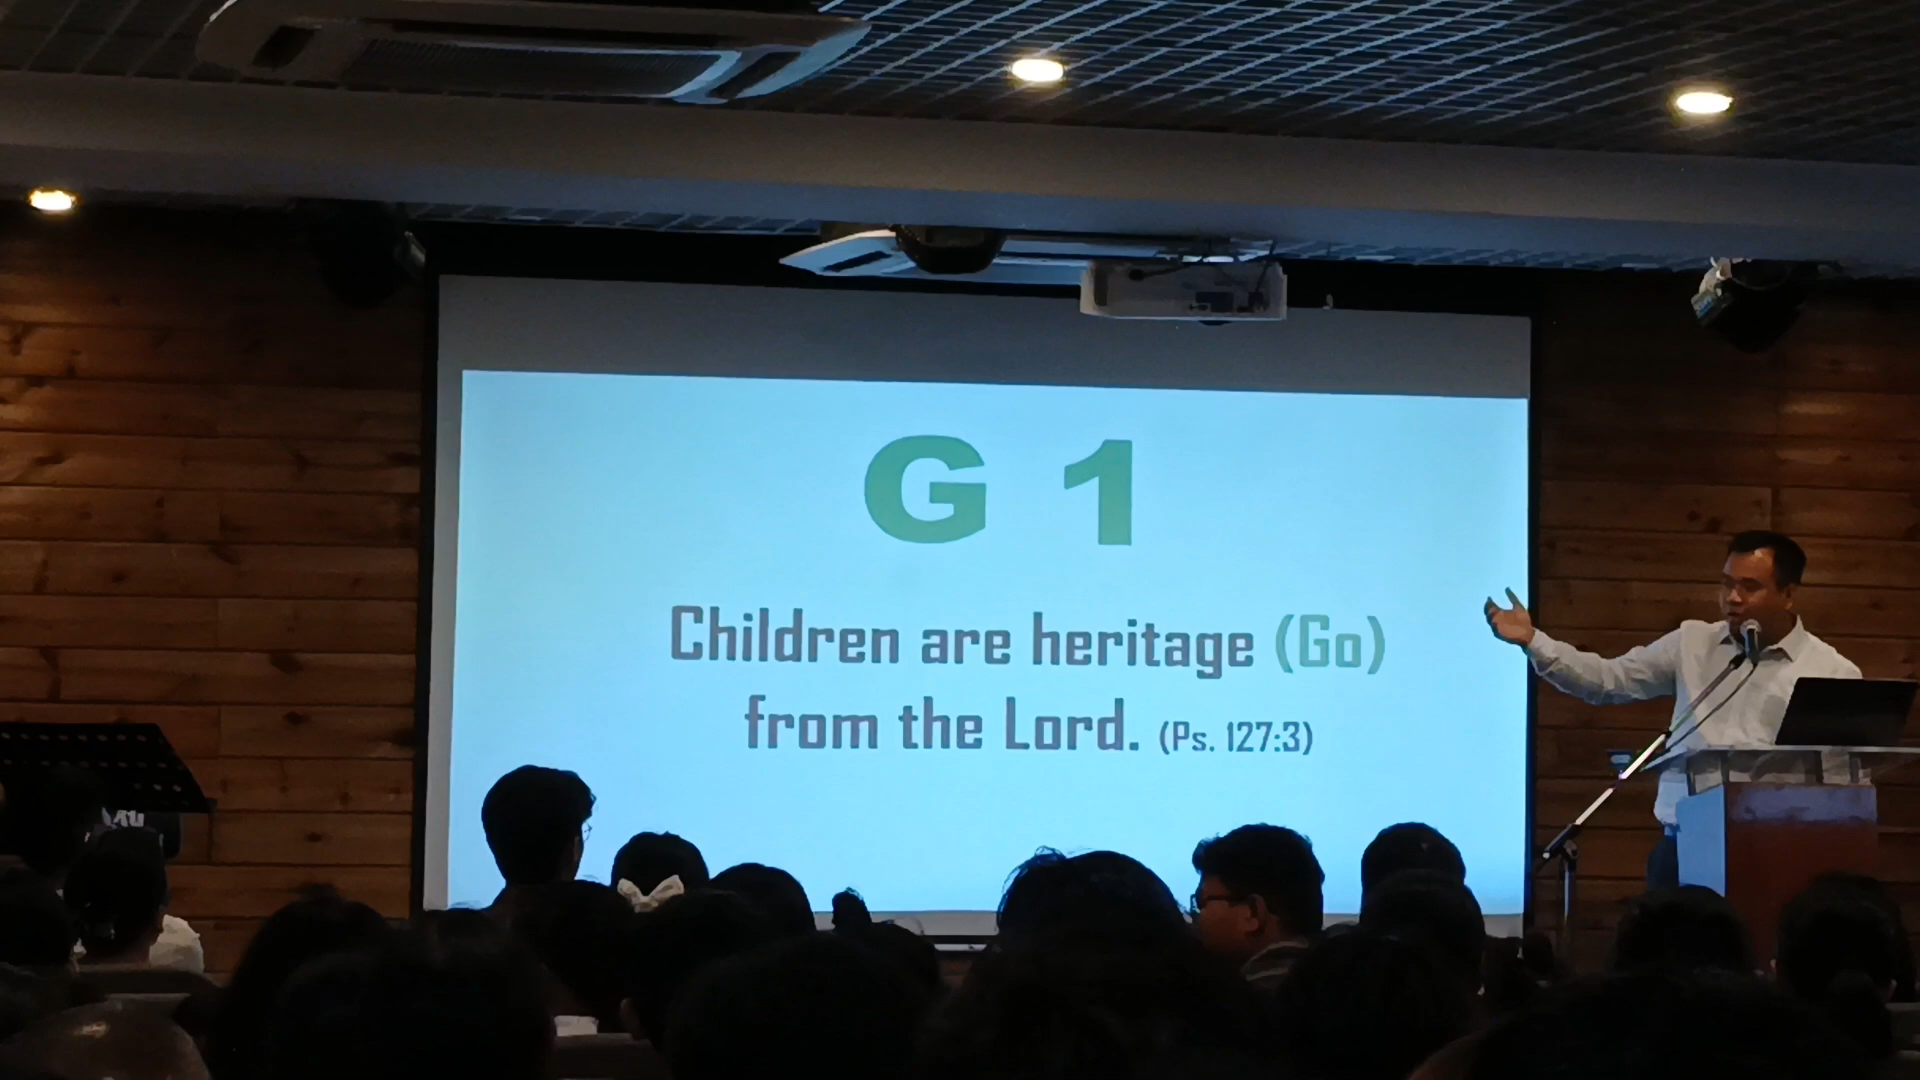 G 1
Children are heritage (Go)
from the Lord. (Ps. 127:3)